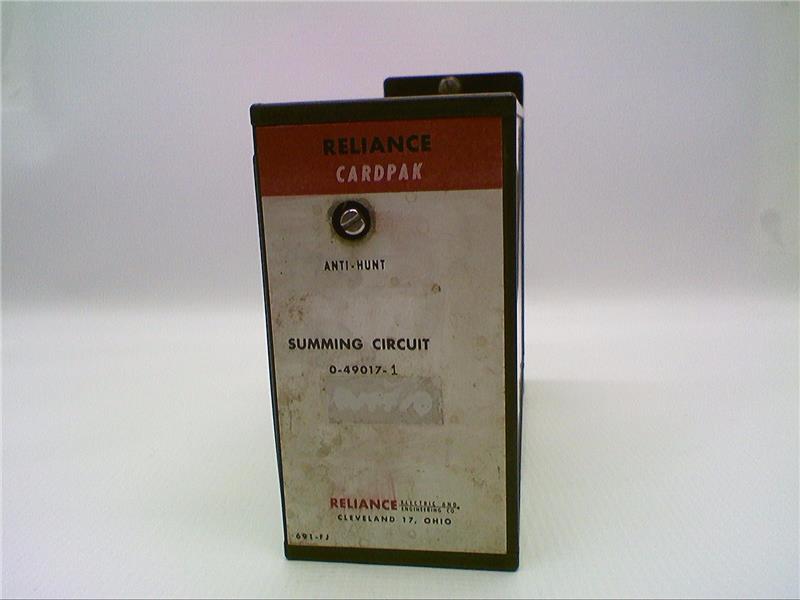 RELIANCE
CARDPAK
ANTI-HUNT
SUMMING CIRCUIT
0-49017-1
RELIANCE ELECTRIC AND
ENGINEERING CO.
CLEVELAND 17, OHIO
691-FJ